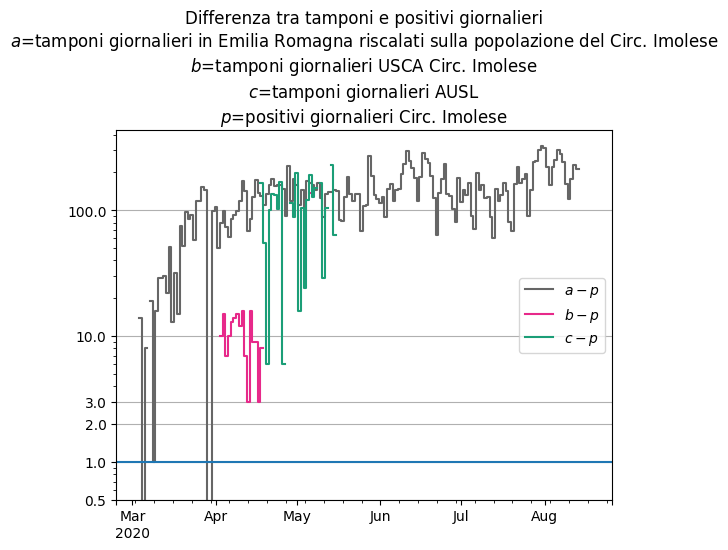 Differenza tra tamponi e positivi giornalieri
a=tamponi giornalieri in Emilia Romagna riscalati sulla popolazione del Circ. Imolese
b=tamponi giornalieri USCA Circ. Imolese
c=tamponi giornalieri AUSL
p=positivi giornalieri Circ. Imolese
100.0
10.0
3.0
2.0
1.0
0.5
a − p
b − p
c − p
Mar Apr May Jun Jul Aug
2020